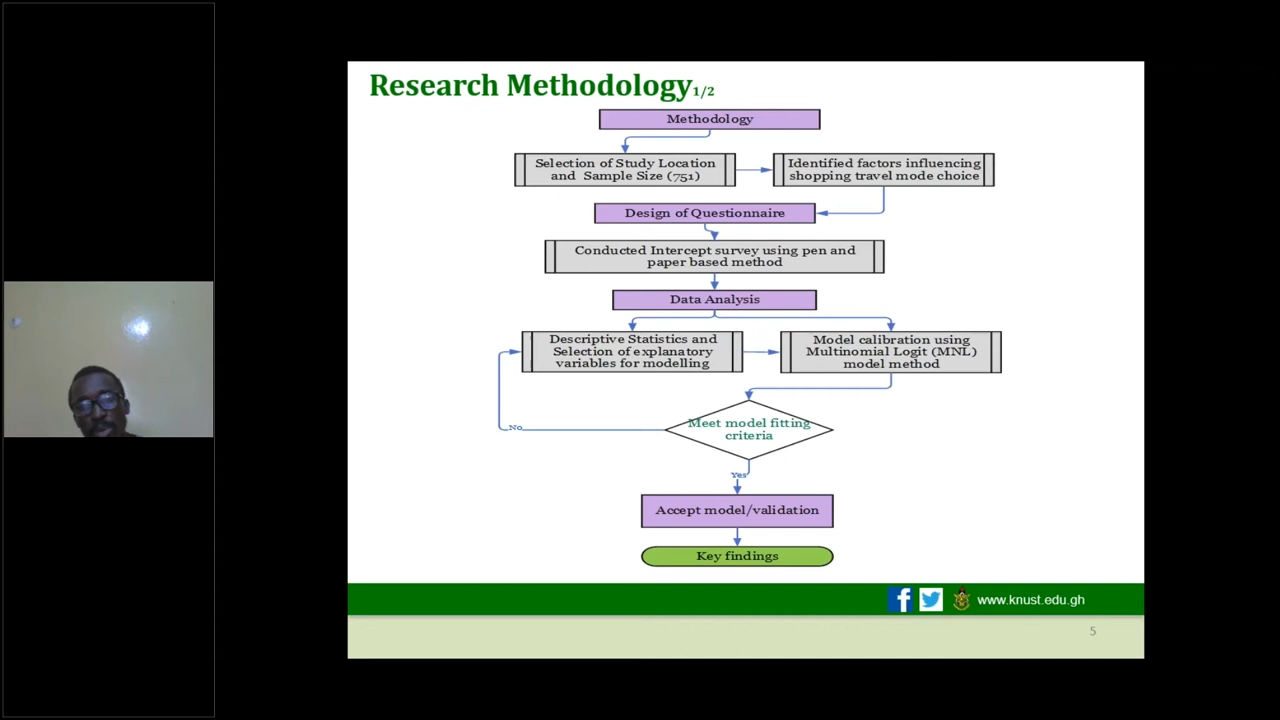 Research Methodology1/2
Methodology
Selection of Study Location
and Sample Size (751)
Identified factors influencing
shopping travel mode choice
Design of Questionnaire
Conducted Intercept survey using pen and
paper based method
Data Analysis
Descriptive Statistics and
Selection of explanatory
variables for modelling
Model calibration using
Multinomial Logit (MNL)
model method
Meet model fitting
criteria
No
Yes
Accept model/validation
Key findings
www.knust.edu.gh
5